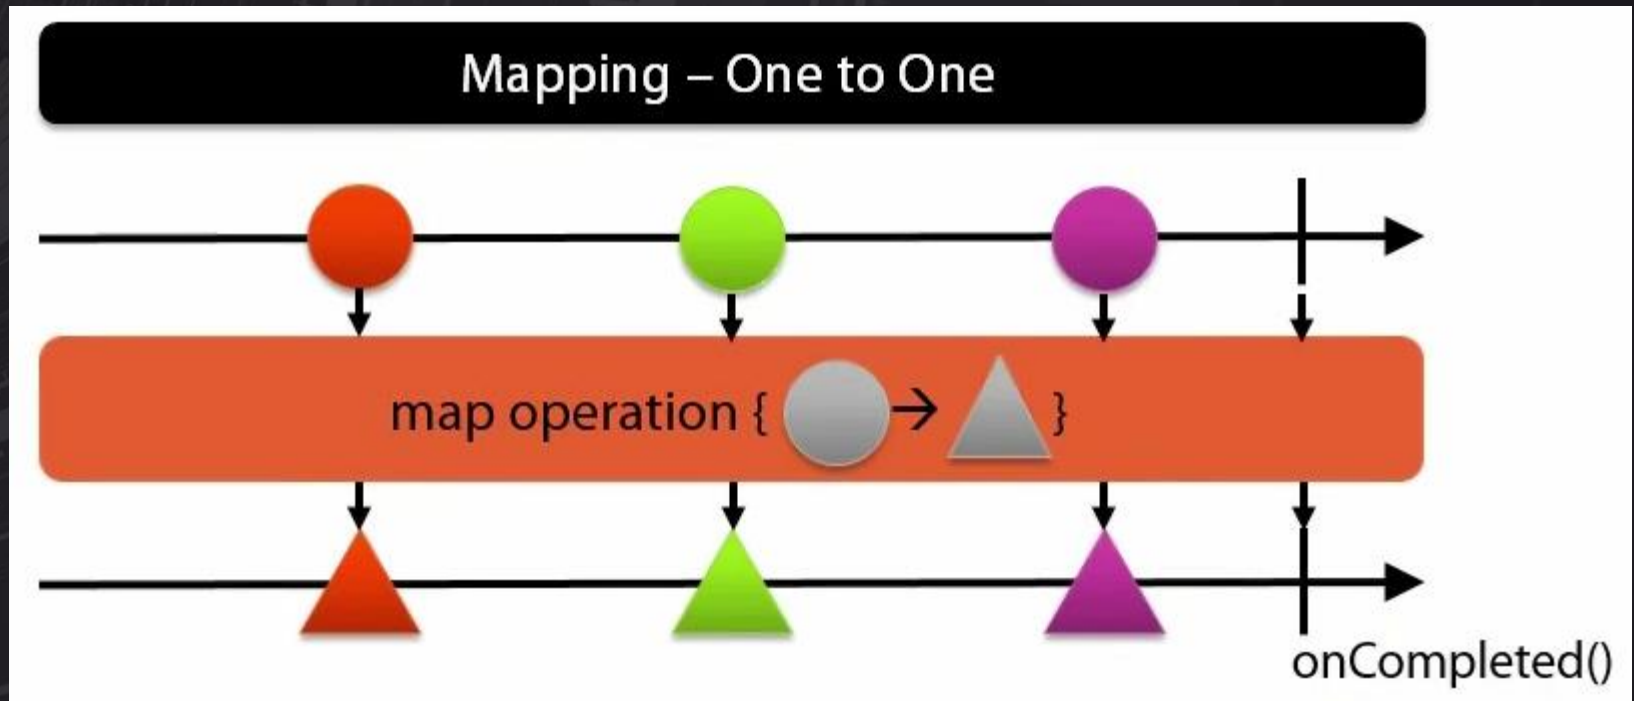 Mapping – One to One
map operation { → }
onCompleted()